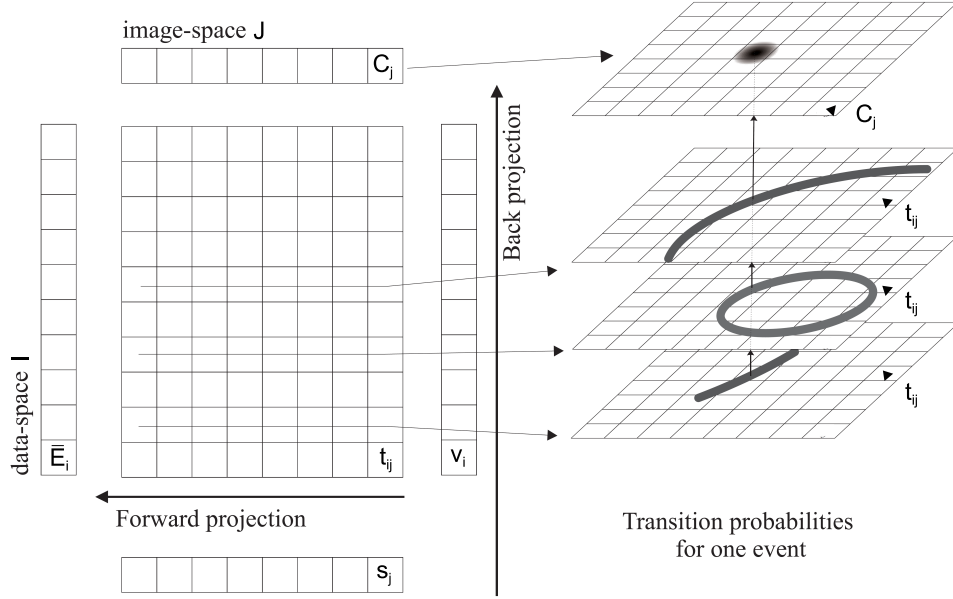 image-space J
C_j
C_j
Back projection
t_ij
t_ij
t_ij
data-space I
Ē̄_i
t_ij
v_i
Forward projection
s_j
Transition probabilities
for one event